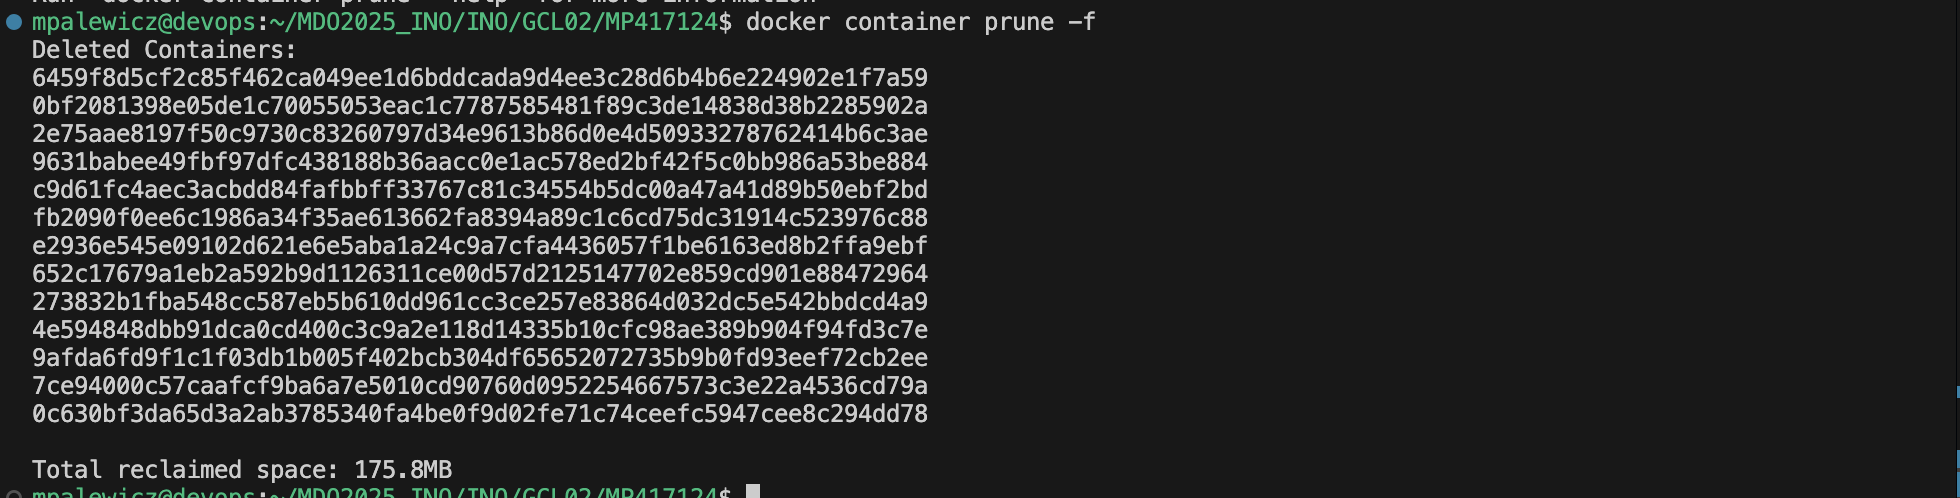 Run 'docker container prune --help' for more information
mpalewicz@devops:~/MDO2025_INO/INO/GCL02/MP417124$ docker container prune -f
Deleted Containers:
6459f8d5cf2c85f462ca049ee1d6bddcada9d4ee3c28d6b4b6e224902e1f7a59
0bf2081398e05de1c70055053eac1c7787585481f89c3de14838d38b2285902a
2e75aae8197f50c9730c83260797d34e9613b86d0e4d50933278762414b6c3ae
9631babee49fbf97dfc438188b36aacc0e1ac578ed2bf42f5c0bb986a53be884
c9d61fc4aec3acbdd84fafbbff33767c81c34554b5dc00a47a41d89b50ebf2bd
fb2090f0ee6c1986a34f35ae613662fa8394a89c1c6cd75dc31914c523976c88
e2936e545e09102d621e6e5aba1a24c9a7cfa4436057f1be6163ed8b2ffa9ebf
652c17679a1eb2a592b9d1126311ce00d57d2125147702e859cd901e88472964
273832b1fba548cc587eb5b610dd961cc3ce257e83864d032dc5e542bbdcd4a9
4e594848dbb91dca0cd400c3c9a2e118d14335b10cfc98ae389b904f94fd3c7e
9afda6fd9f1c1f03db1b005f402bcb304df65652072735b9b0fd93eef72cb2ee
7ce94000c57caafcf9ba6a7e5010cd90760d0952254667573c3e22a4536cd79a
0c630bf3da65d3a2ab3785340fa4be0f9d02fe71c74ceefc5947cee8c294dd78
Total reclaimed space: 175.8MB
mpalewicz@devops:~/MDO2025_INO/INO/GCL02/MP417124$